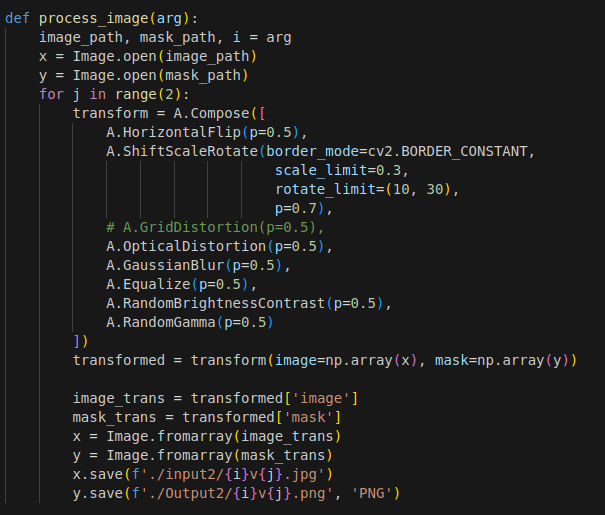 def process_image(arg):
    image_path, mask_path, i = arg
    x = Image.open(image_path)
    y = Image.open(mask_path)
    for j in range(2):
        transform = A.Compose([
            A.HorizontalFlip(p=0.5),
            A.ShiftScaleRotate(border_mode=cv2.BORDER_CONSTANT,
                                scale_limit=0.3,
                                rotate_limit=(10, 30),
                                p=0.7),
            # A.GridDistortion(p=0.5),
            A.OpticalDistortion(p=0.5),
            A.GaussianBlur(p=0.5),
            A.Equalize(p=0.5),
            A.RandomBrightnessContrast(p=0.5),
            A.RandomGamma(p=0.5)
        ])
        transformed = transform(image=np.array(x), mask=np.array(y))

        image_trans = transformed['image']
        mask_trans = transformed['mask']
        x = Image.fromarray(image_trans)
        y = Image.fromarray(mask_trans)
        x.save(f'./input2/{i}v{j}.jpg')
        y.save(f'./Output2/{i}v{j}.png', 'PNG')